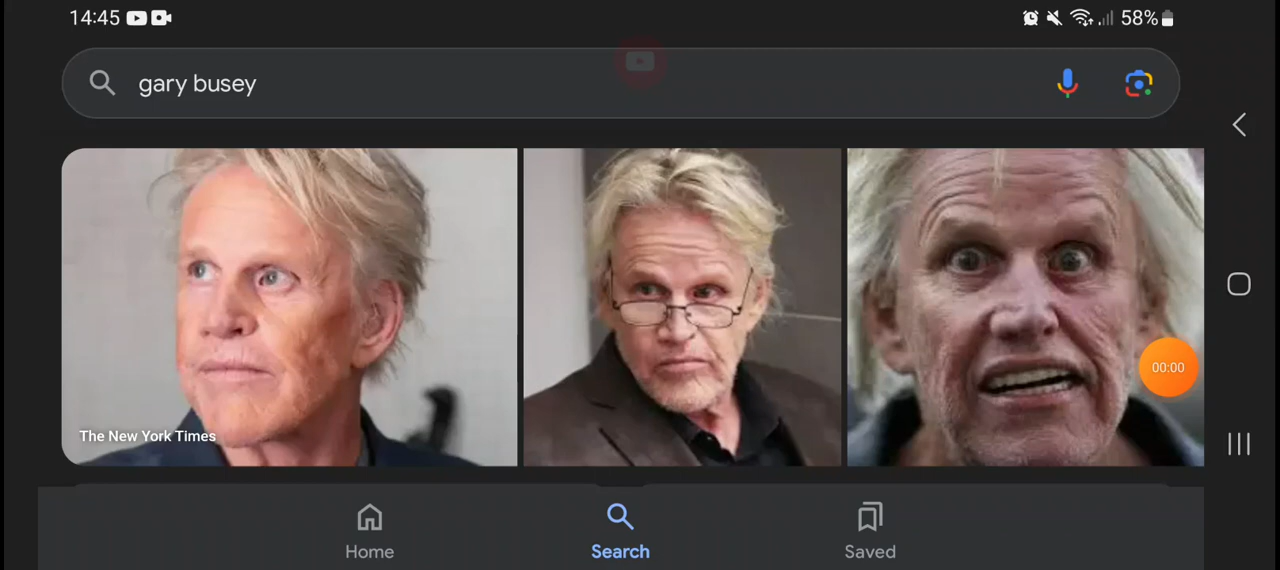 14:45
58%
gary busey
The New York Times
00:00
Home
Search
Saved